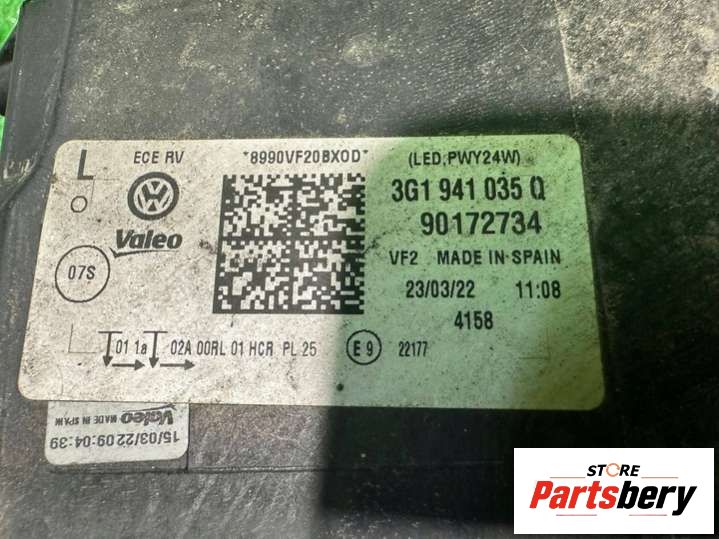 L ECE RV *8990VF20BX0D* (LED,PWY24W)
3G1 941 035 Q
Valeo
90172734
07S
VF2 MADE IN SPAIN
23/03/22 11:08
4158
01 1a 02A 00RL 01 HCR PL 25 E9 22177
Valeo MADE IN SPAIN
15/03/22 09:04:39
STORE
Partsbery